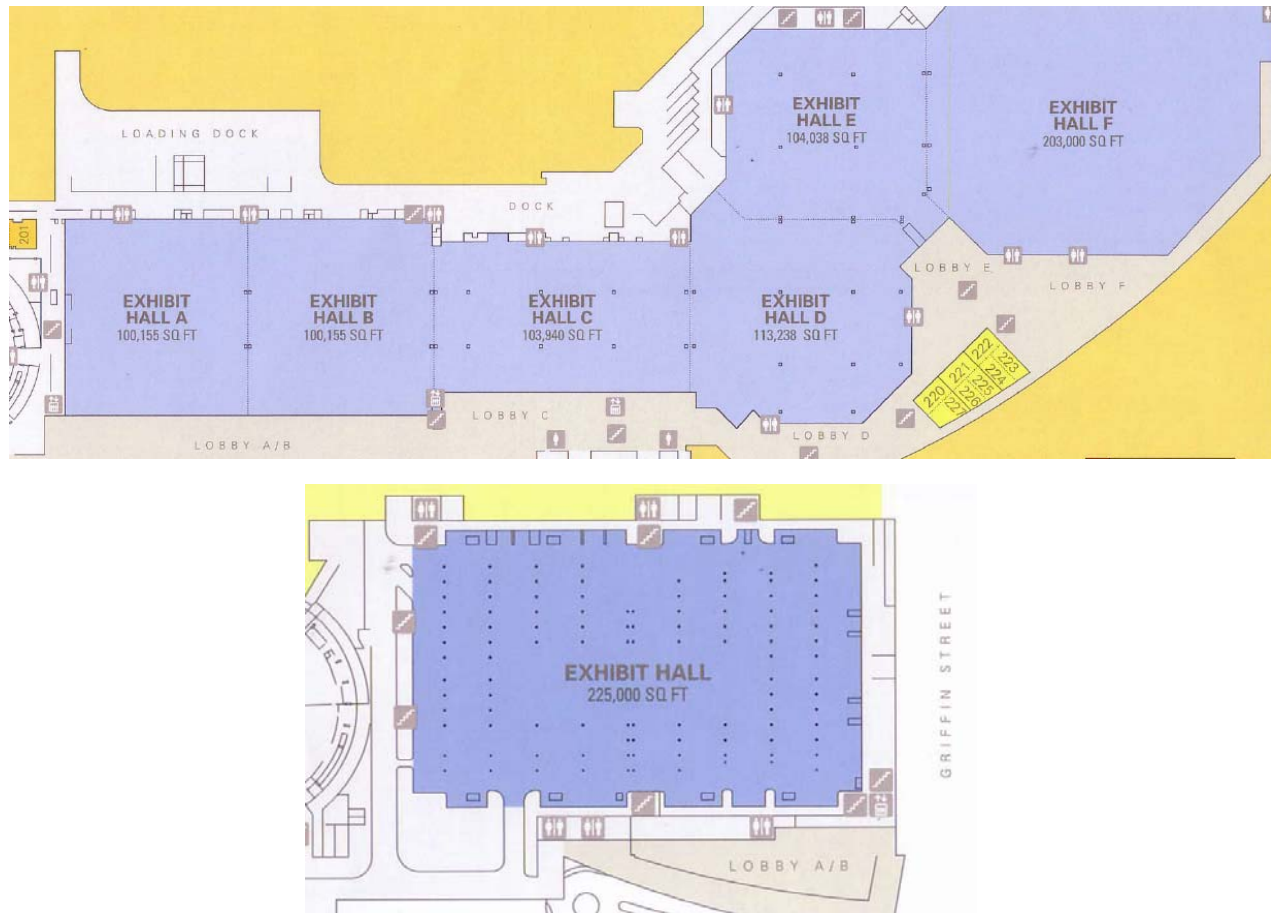 LOADING DOCK
DOCK
201
EXHIBIT
HALL A
100,155 SQ FT
EXHIBIT
HALL B
100,155 SQ FT
EXHIBIT
HALL C
103,940 SQ FT
EXHIBIT
HALL D
113,238 SQ FT
EXHIBIT
HALL E
104,038 SQ FT
EXHIBIT
HALL F
203,000 SQ FT
LOBBY E
LOBBY F
222
223
221
224
220
225
226
227
LOBBY C
LOBBY A/B
LOBBY D
EXHIBIT HALL
225,000 SQ FT
GRIFFIN STREET
LOBBY A/B